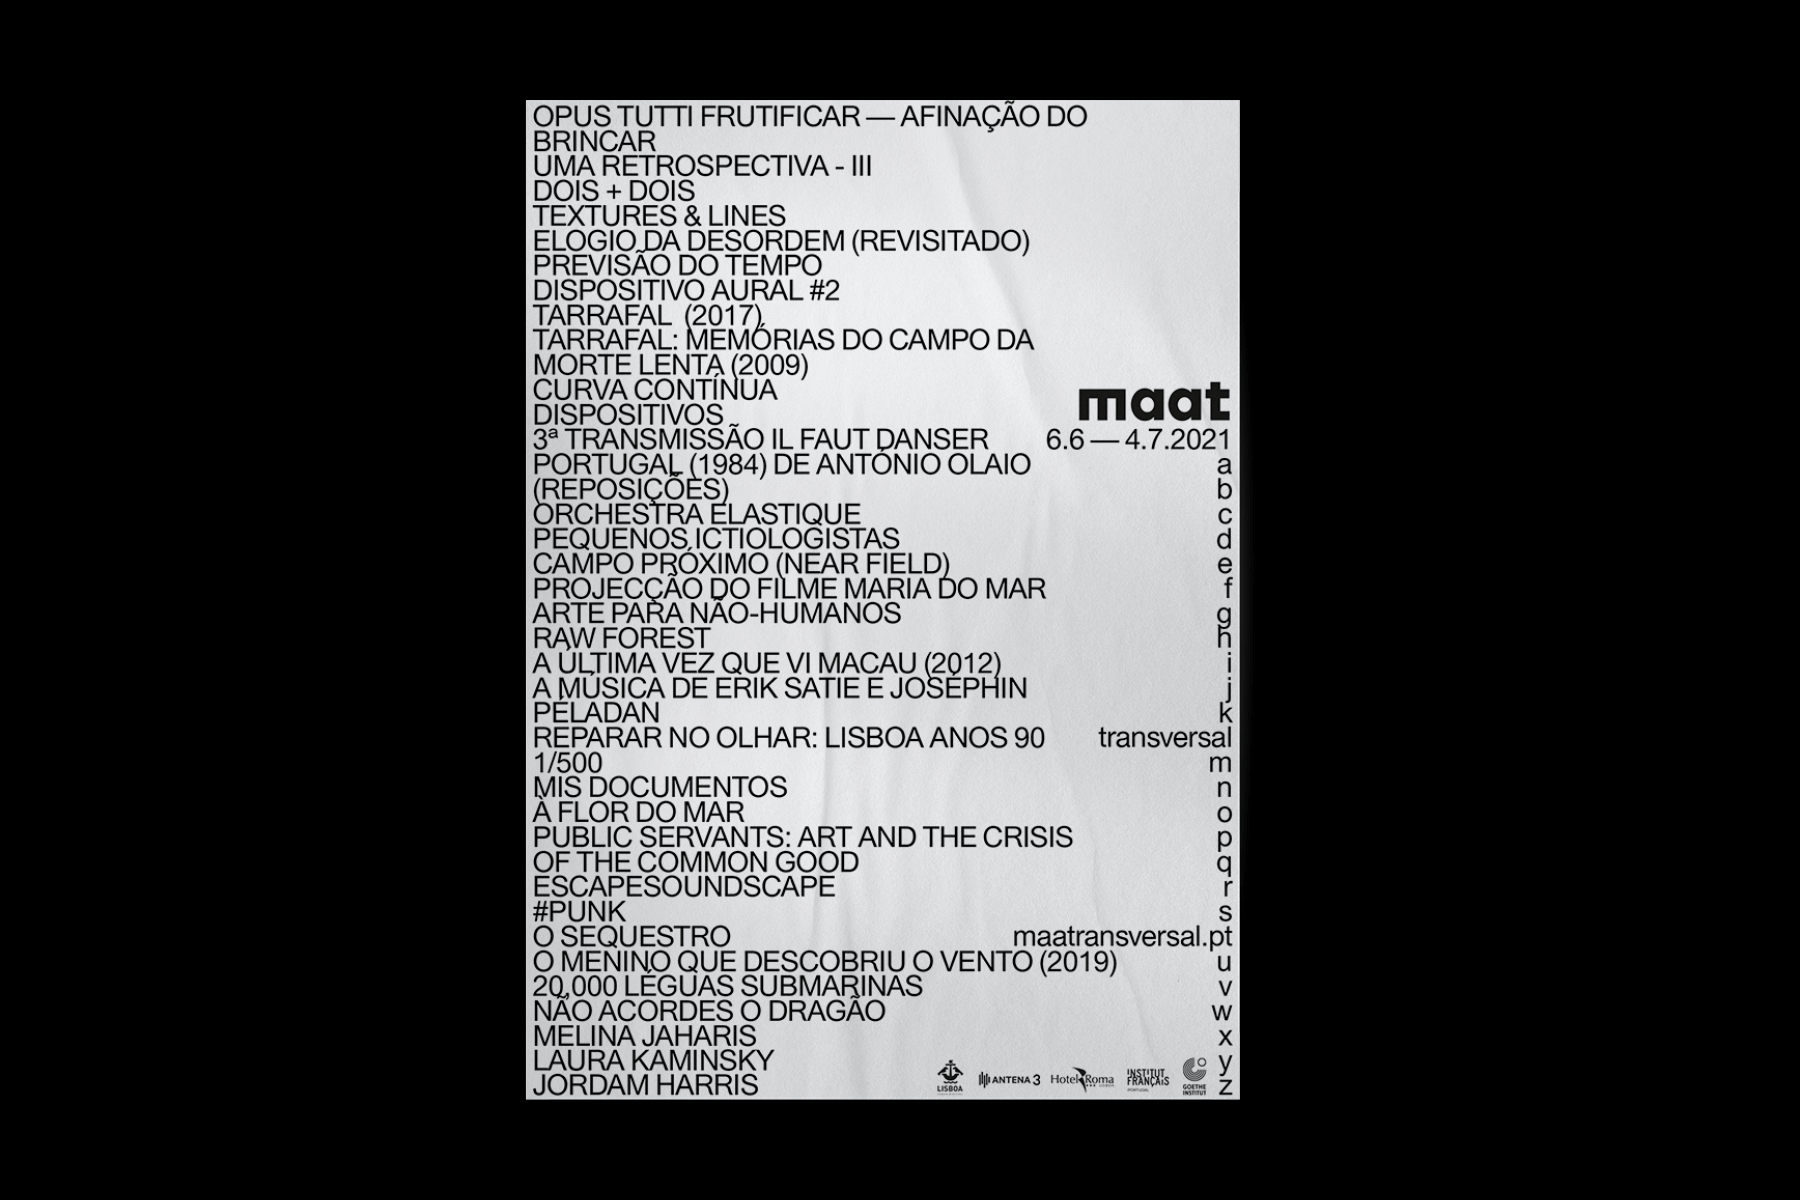 OPUS TUTTI FRUTIFICAR — AFINAÇÃO DO
BRINCAR
UMA RETROSPECTIVA - III
DOIS + DOIS
TEXTURES & LINES
ELOGIO DA DESORDEM (REVISITADO)
PREVISÃO DO TEMPO
DISPOSITIVO AURAL #2
TARRAFAL (2017)
TARRAFAL: MEMÓRIAS DO CAMPO DA
MORTE LENTA (2009)
CURVA CONTÍNUA
DISPOSITIVOS
3ª TRANSMISSÃO IL FAUT DANSER
PORTUGAL (1984) DE ANTÓNIO OLAIO
(REPOSIÇÕES)
ORCHESTRA ELASTIQUE
PEQUENOS ICTIOLOGISTAS
CAMPO PRÓXIMO (NEAR FIELD)
PROJECÇÃO DO FILME MARIA DO MAR
ARTE PARA NÃO-HUMANOS
RAW FOREST
A ÚLTIMA VEZ QUE VI MACAU (2012)
A MÚSICA DE ERIK SATIE E JOSÉPHIN
PÉLADAN
REPARAR NO OLHAR: LISBOA ANOS 90
1/500
MIS DOCUMENTOS
À FLOR DO MAR
PUBLIC SERVANTS: ART AND THE CRISIS
OF THE COMMON GOOD
ESCAPESOUNDSCAPE
#PUNK
O SEQUESTRO
O MENINO QUE DESCOBRIU O VENTO (2019)
20,000 LÉGUAS SUBMARINAS
NÃO ACORDES O DRAGÃO
MELINA JAHARIS
LAURA KAMINSKY
JORDAM HARRIS
maat
6.6 — 4.7.2021
a
b
c
d
e
f
g
h
i
j
k
transversal
m
n
o
p
q
r
s
maatransversal.pt
u
v
w
x
y
z
LISBOA
ANTENA 3
Hotel Roma
INSTITUT
FRANÇAIS
GOETHE
INSTITUT